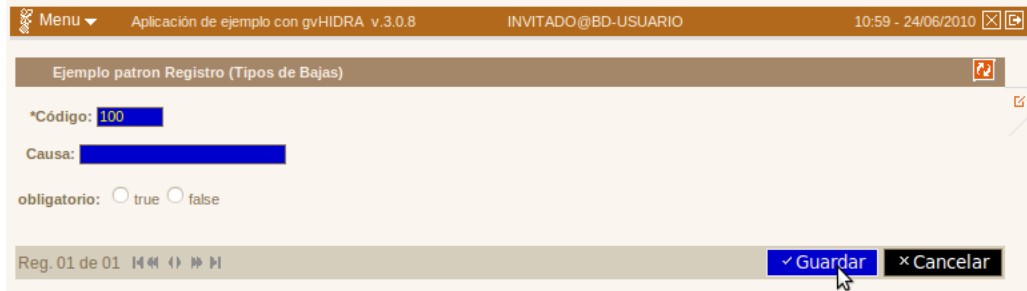 Menu Aplicación de ejemplo con gvHIDRA v.3.0.8 INVITADO@BD-USUARIO 10:59 - 24/06/2010
Ejemplo patron Registro (Tipos de Bajas)
*Código: 100
Causa:
obligatorio: true false
Reg. 01 de 01 Guardar Cancelar